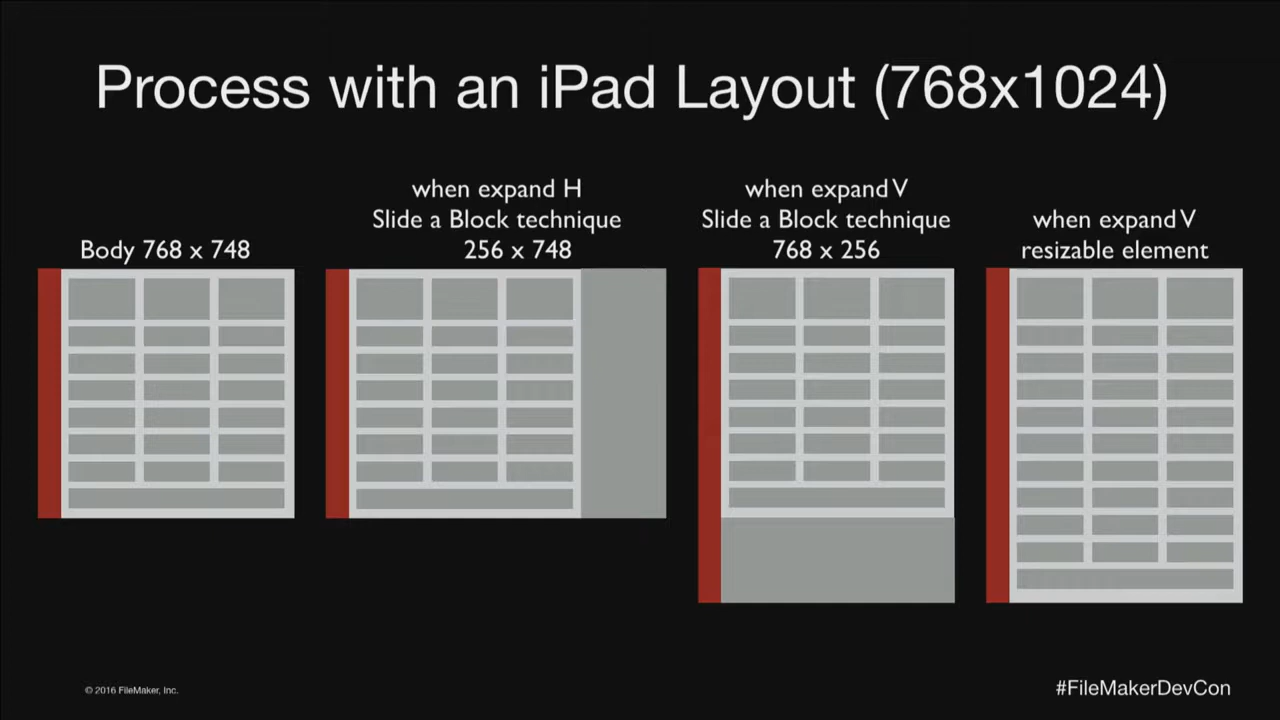 Process with an iPad Layout (768x1024)
Body 768 x 748
when expand H
Slide a Block technique
256 x 748
when expand V
Slide a Block technique
768 x 256
when expand V
resizable element
© 2016 FileMaker, Inc.
#FileMakerDevCon